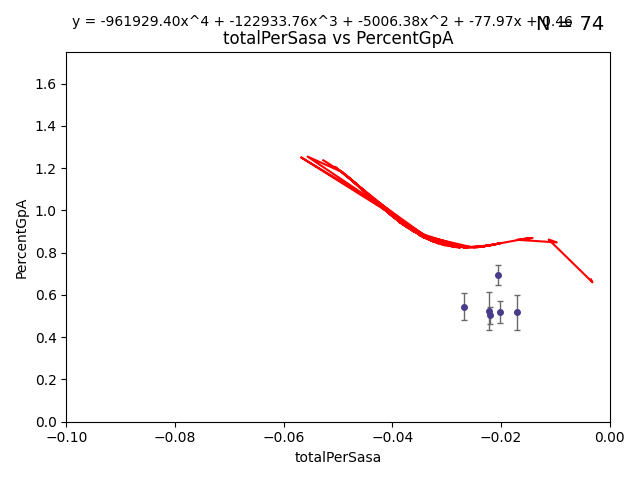 y = -961929.40x^4 + -122933.76x^3 + -5006.38x^2 + -77.97x + 0.46
N = 74
totalPerSasa vs PercentGpA
1.6
1.4
1.2
1.0
0.8
0.6
0.4
0.2
0.0
PercentGpA
−0.10 −0.08 −0.06 −0.04 −0.02 0.00
totalPerSasa